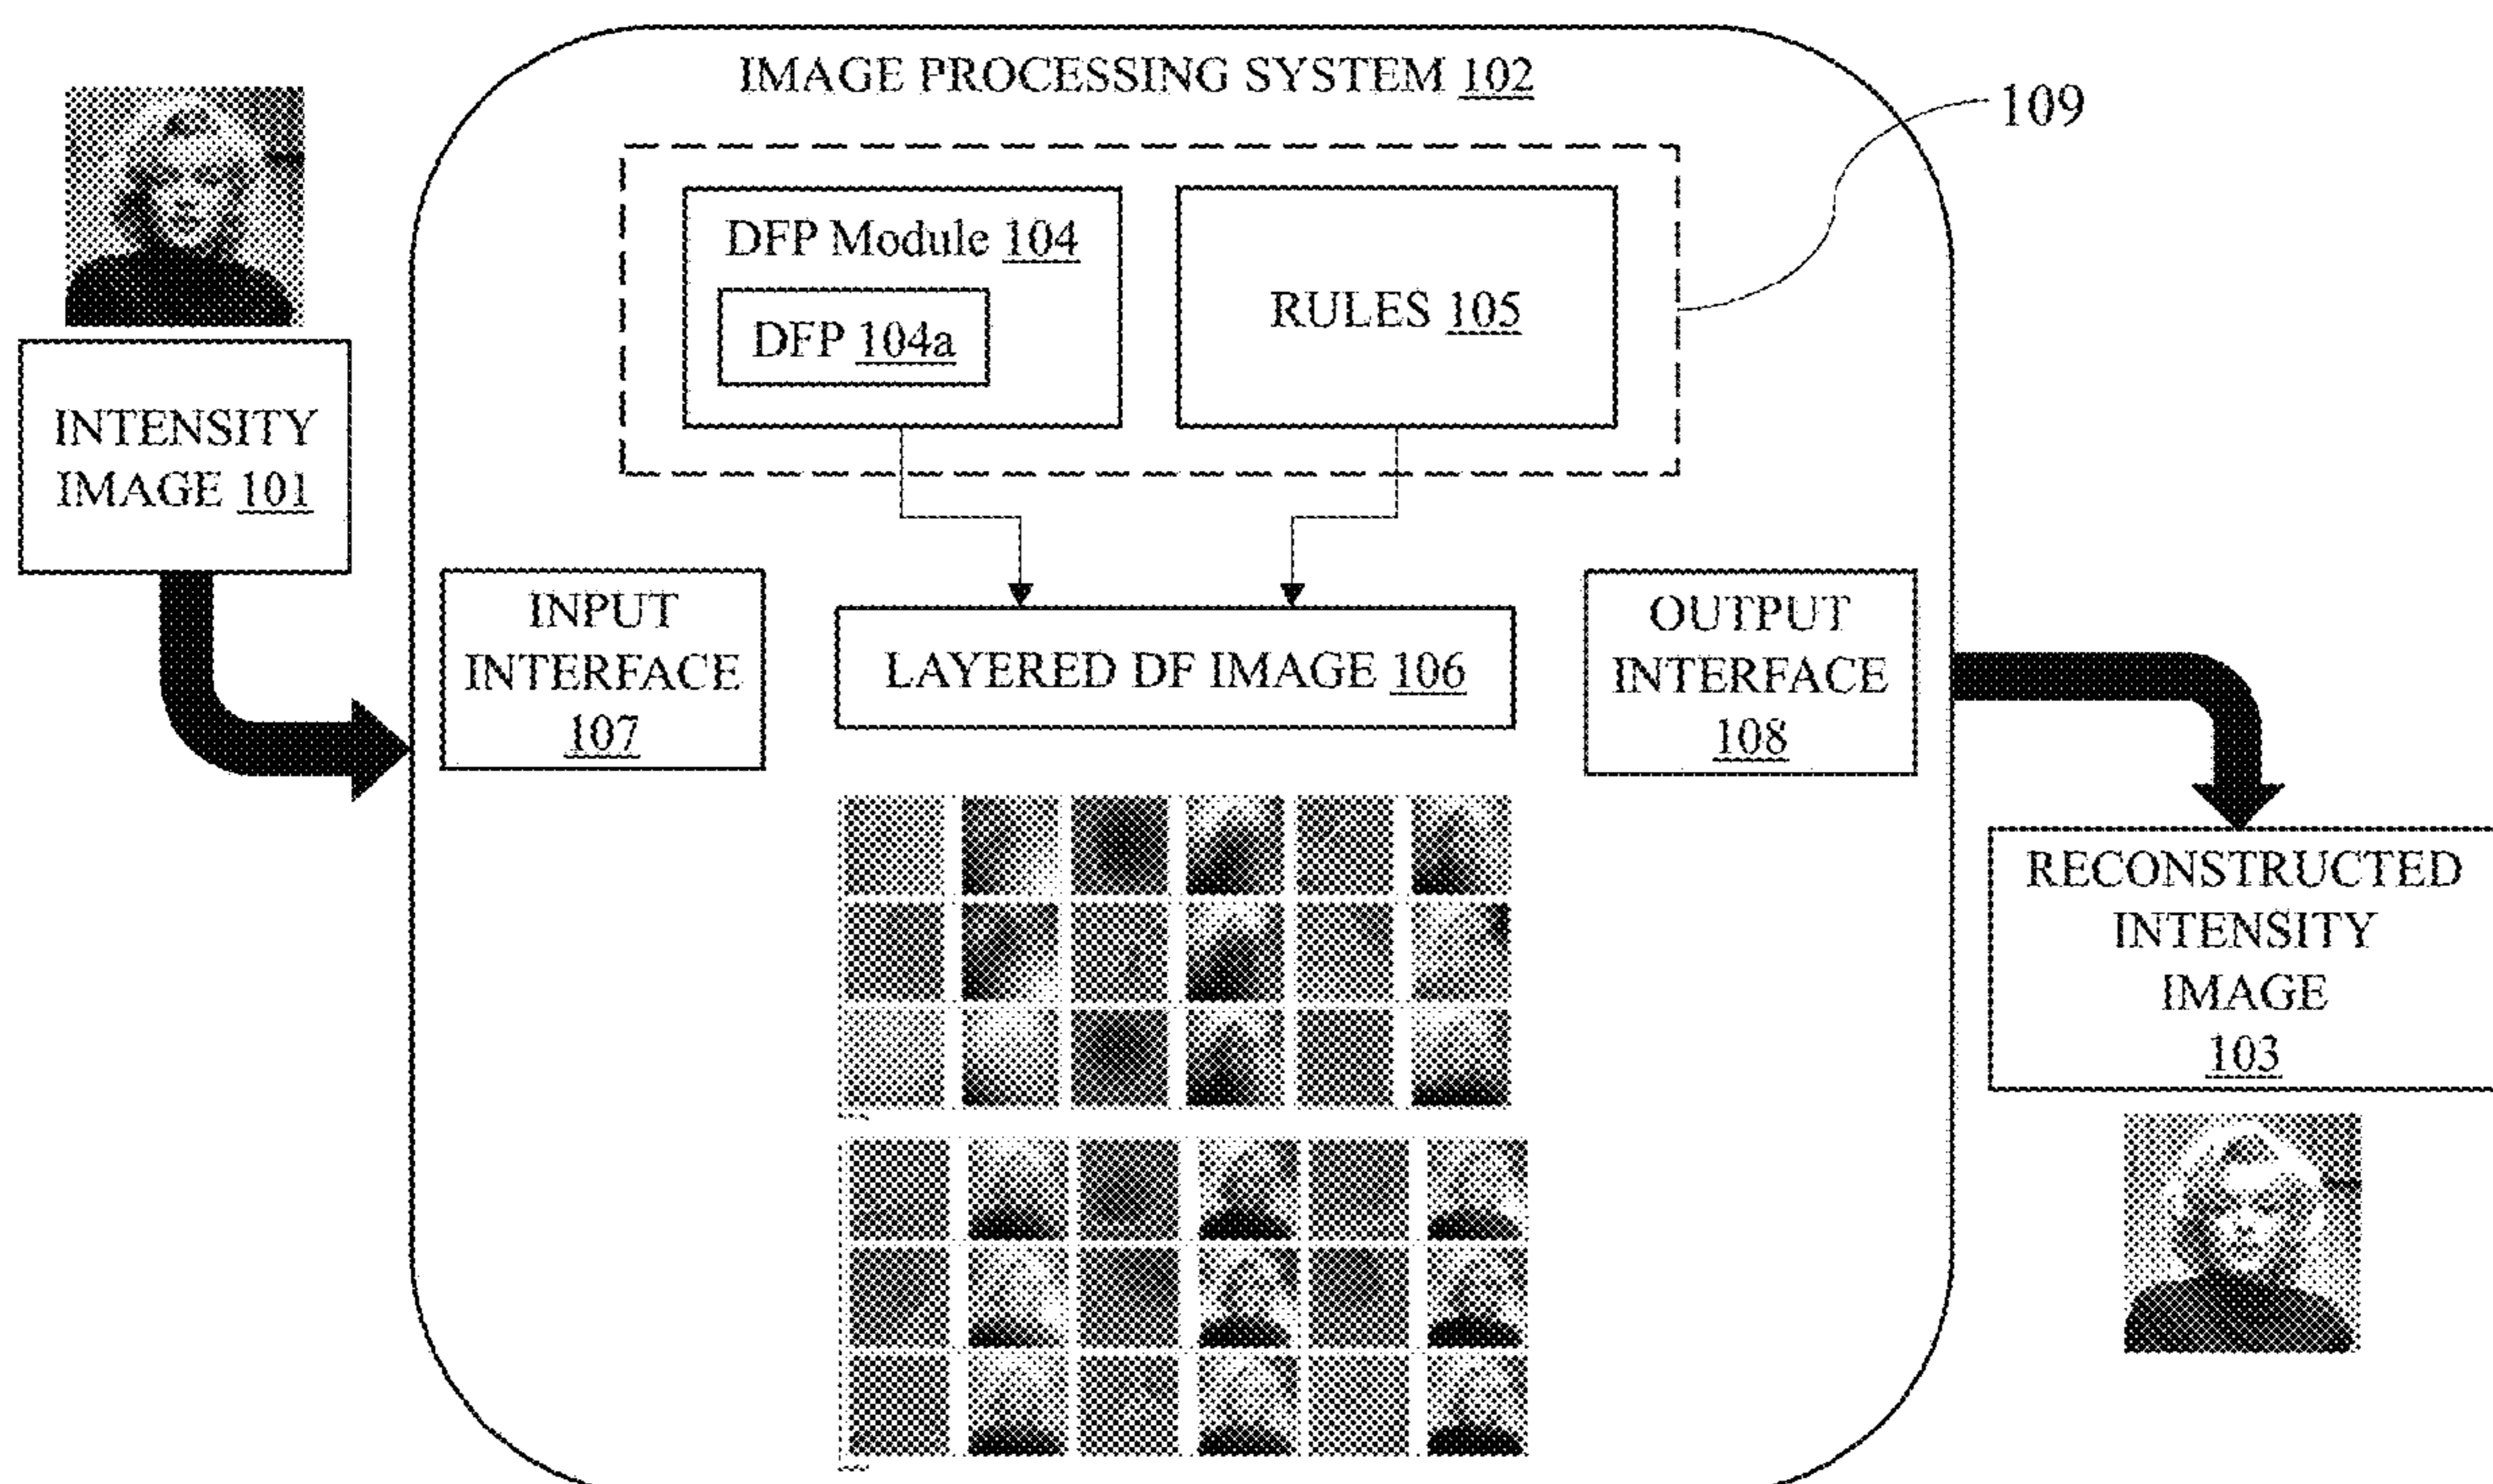 IMAGE PROCESSING SYSTEM 102
109
DFP Module 104
DFP 104a
RULES 105
INTENSITY
IMAGE 101
INPUT
INTERFACE
107
LAYERED DF IMAGE 106
OUTPUT
INTERFACE
108
RECONSTRUCTED
INTENSITY
IMAGE
103